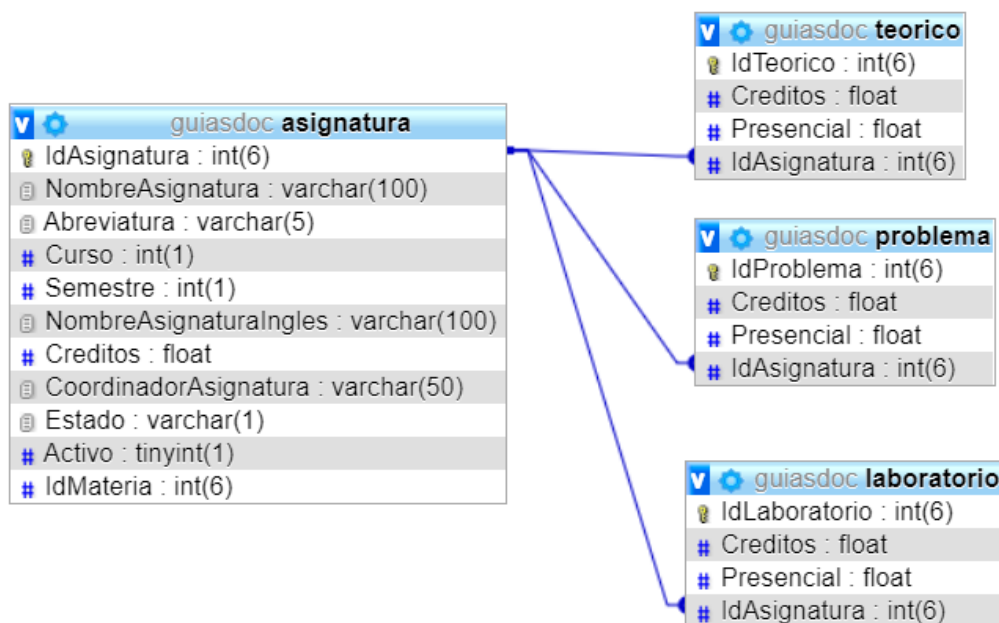 guiasdoc asignatura
IdAsignatura : int(6)
NombreAsignatura : varchar(100)
Abreviatura : varchar(5)
# Curso : int(1)
# Semestre : int(1)
NombreAsignaturaIngles : varchar(100)
# Creditos : float
CoordinadorAsignatura : varchar(50)
Estado : varchar(1)
# Activo : tinyint(1)
# IdMateria : int(6)
v guiasdoc teorico
IdTeorico : int(6)
# Creditos : float
# Presencial : float
# IdAsignatura : int(6)
v guiasdoc problema
IdProblema : int(6)
# Creditos : float
# Presencial : float
# IdAsignatura : int(6)
v guiasdoc laboratorio
IdLaboratorio : int(6)
# Creditos : float
# Presencial : float
# IdAsignatura : int(6)